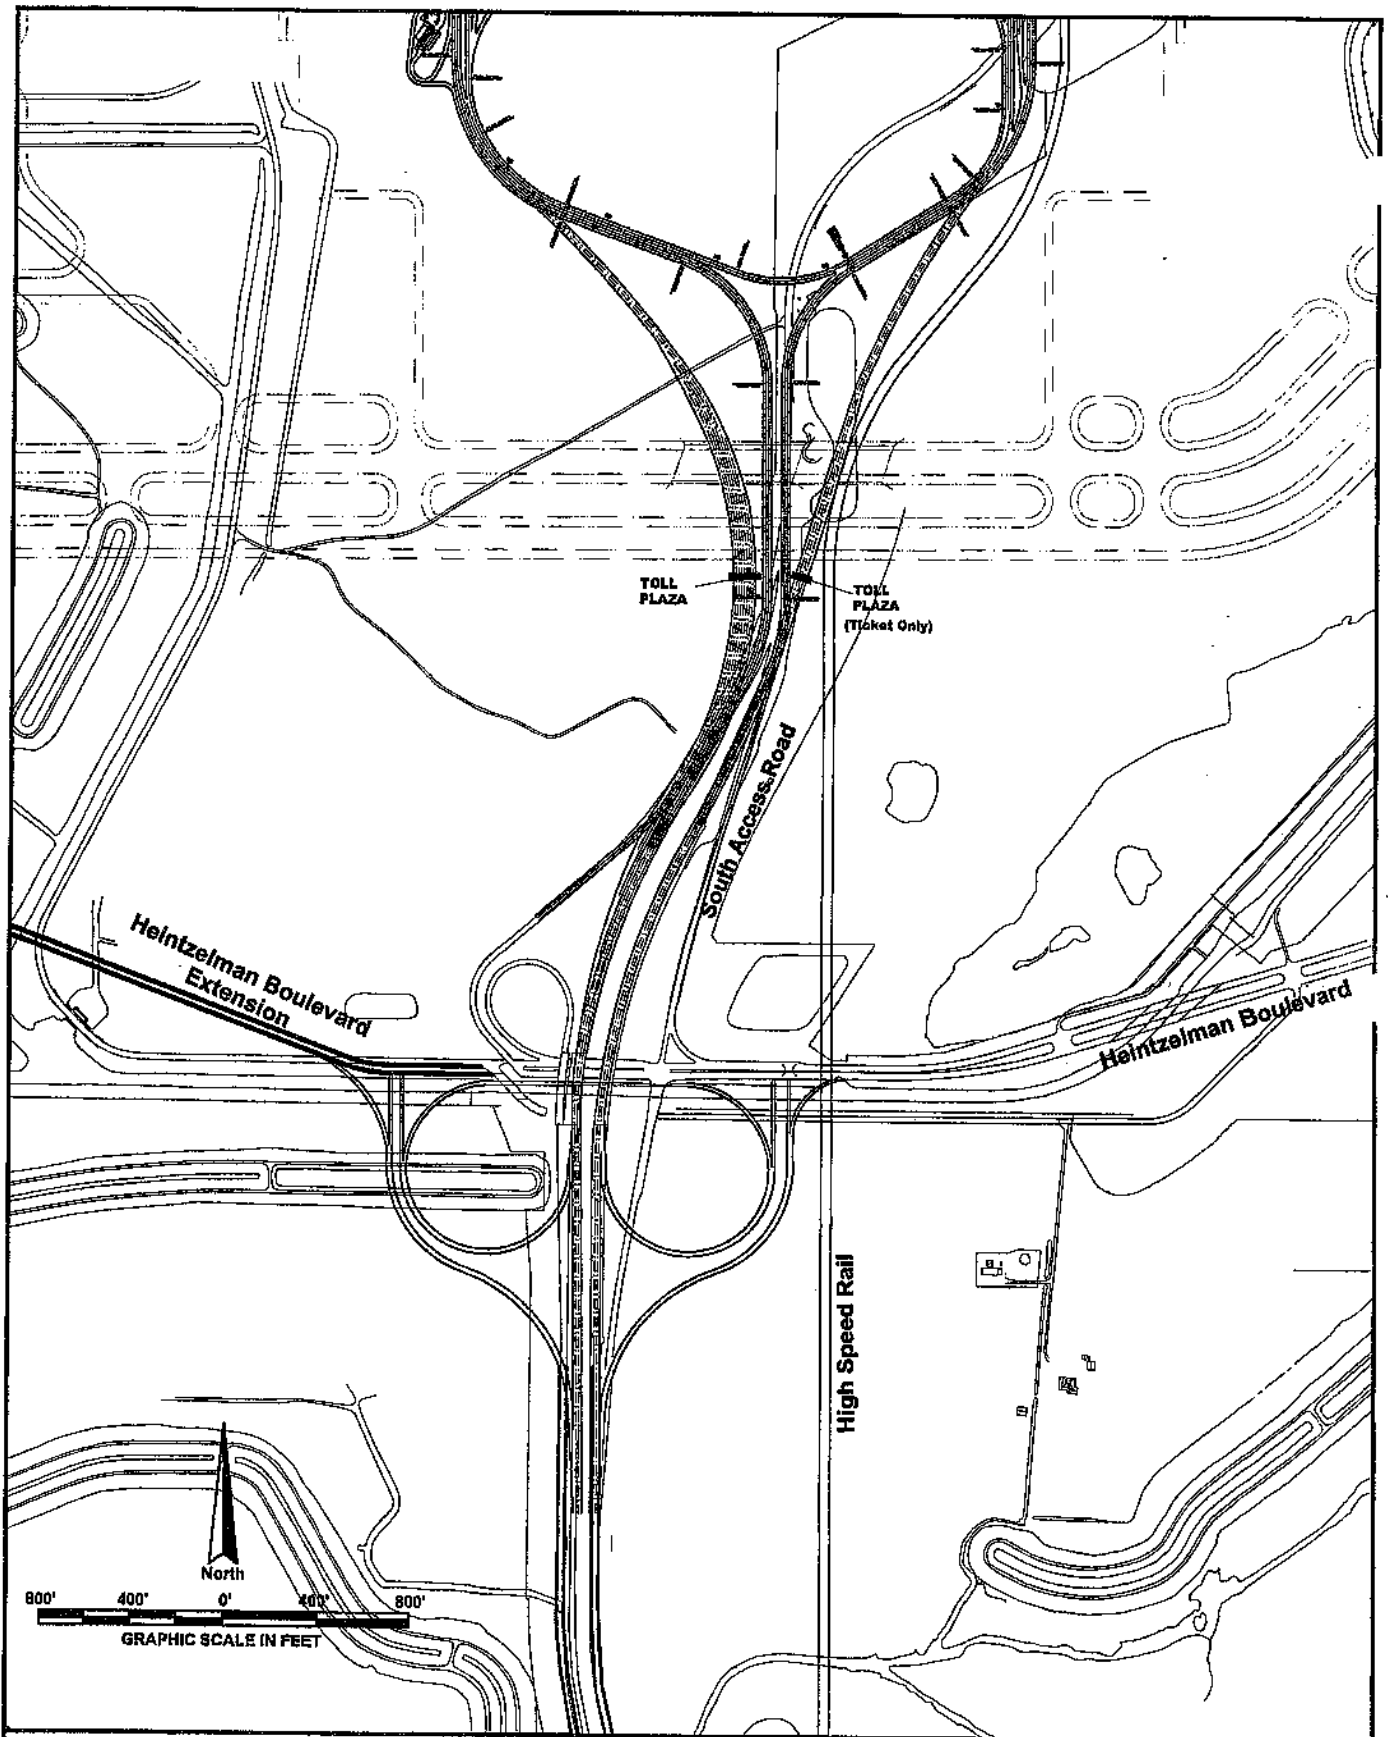 TOLL
PLAZA
TOLL
PLAZA
(Ticket Only)
South Access Road
Heintzelman Boulevard
Extension
Heintzelman Boulevard
High Speed Rail
North
800' 400' 0' 400' 800'
GRAPHIC SCALE IN FEET